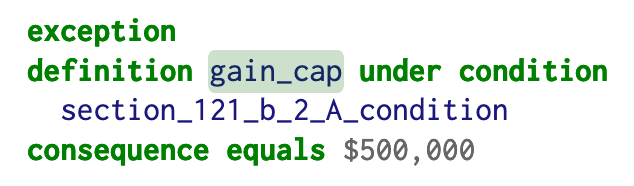 exception
definition gain_cap under condition
section_121_b_2_A_condition
consequence equals $500,000